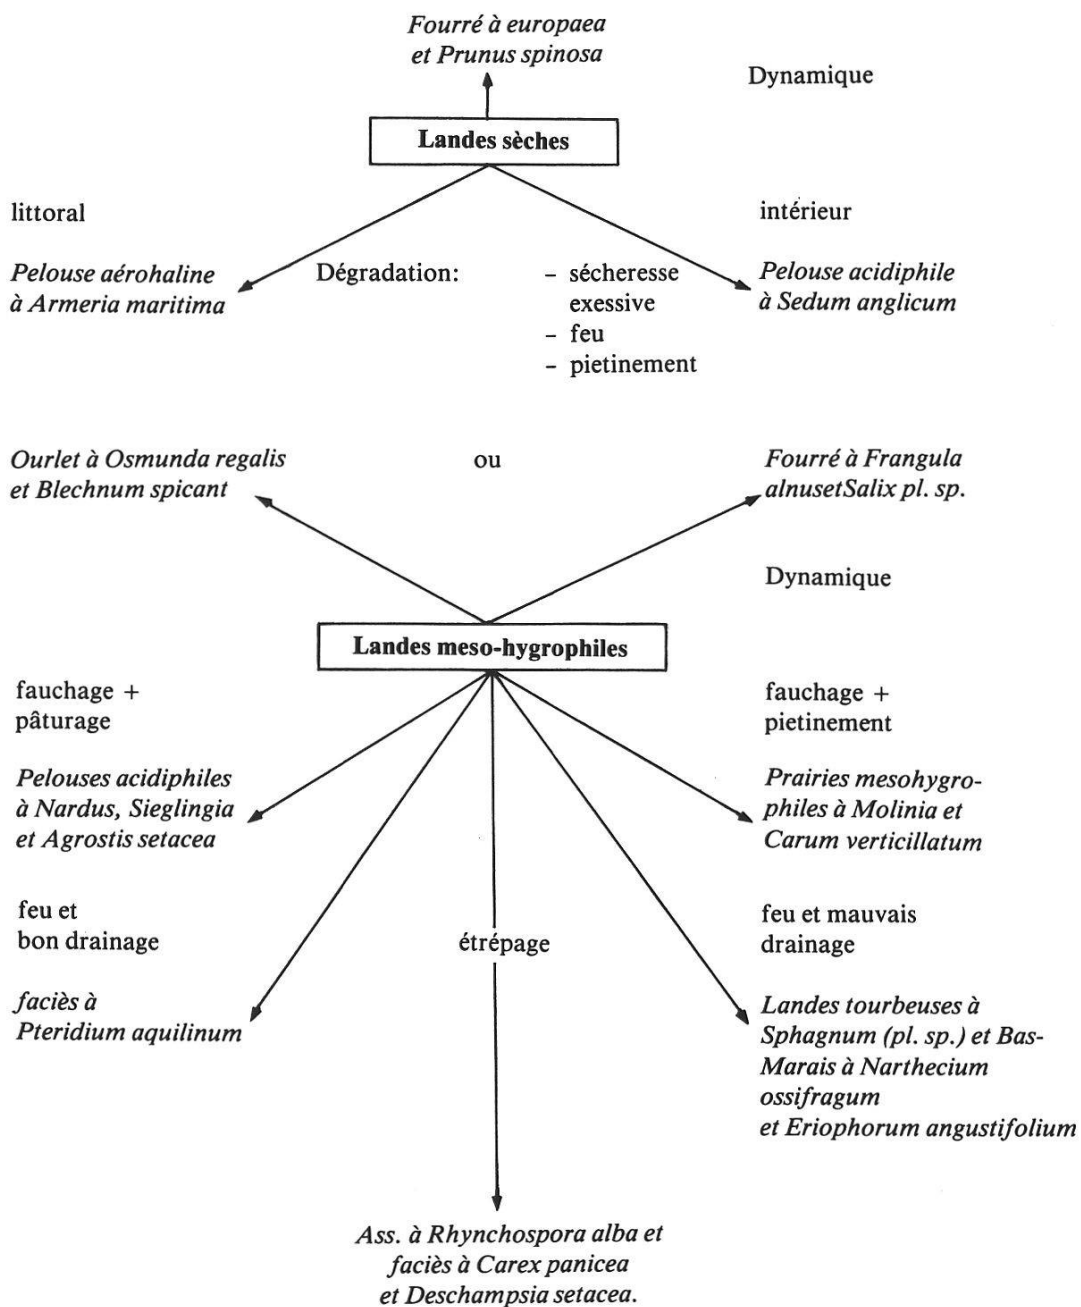 Fourré à europaea
et Prunus spinosa
Dynamique
Landes sèches
littoral
intérieur
Pelouse aérohaline
à Armeria maritima
Dégradation:
– sécheresse
exessive
– feu
– pietinement
Pelouse acidiphile
à Sedum anglicum
Ourlet à Osmunda regalis
et Blechnum spicant
ou
Fourré à Frangula
alnusetSalix pl. sp.
Dynamique
Landes meso-hygrophiles
fauchage +
pâturage
fauchage +
pietinement
Pelouses acidiphiles
à Nardus, Sieglingia
et Agrostis setacea
Prairies mesohygro-
philes à Molinia et
Carum verticillatum
feu et
bon drainage
étrépage
feu et mauvais
drainage
faciès à
Pteridium aquilinum
Landes tourbeuses à
Sphagnum (pl. sp.) et Bas-
Marais à Narthecium
ossifragum
et Eriophorum angustifolium
Ass. à Rhynchospora alba et
faciès à Carex panicea
et Deschampsia setacea.